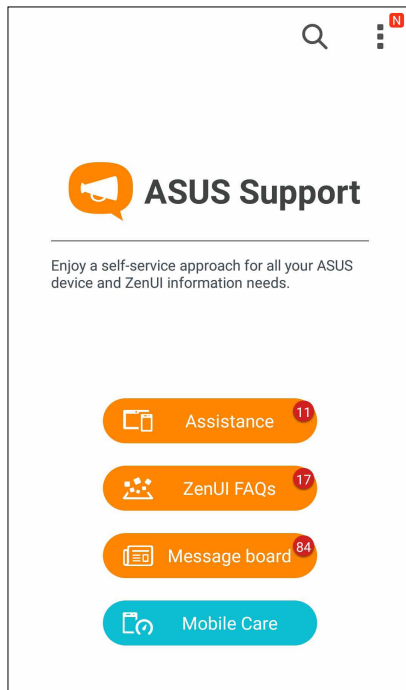 N
ASUS Support
Enjoy a self-service approach for all your ASUS
device and ZenUI information needs.
Assistance 11
ZenUI FAQs 17
Message board 84
Mobile Care